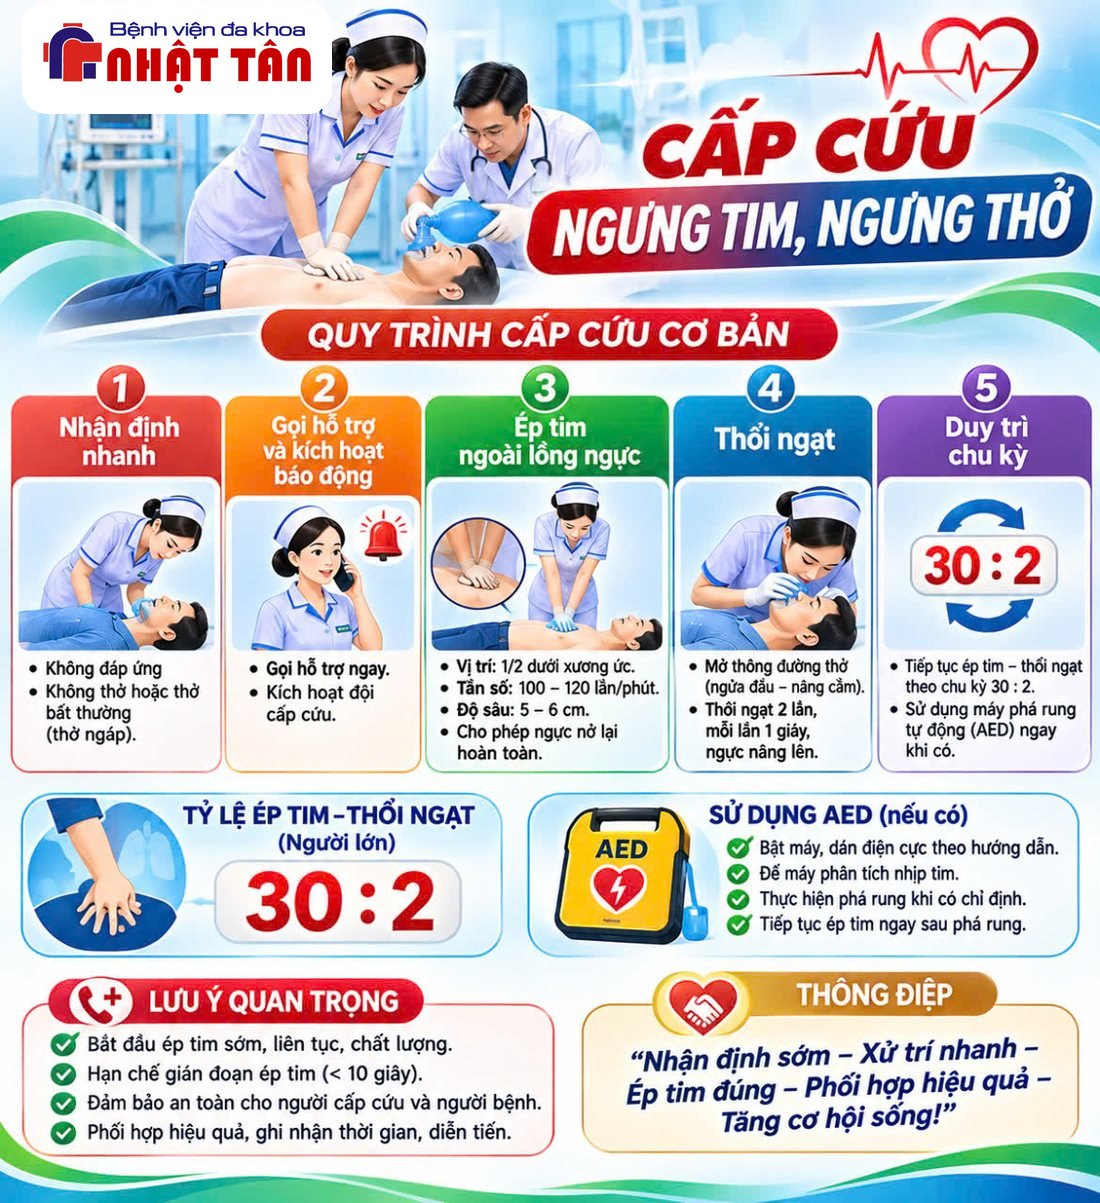 Bệnh viện đa khoa
NHẬT TÂN
CẤP CỨU
NGƯNG TIM, NGƯNG THỞ
QUY TRÌNH CẤP CỨU CƠ BẢN
1
Nhận định
nhanh
• Không đáp ứng
• Không thở hoặc thở
bất thường
(thở ngáp).
2
Gọi hỗ trợ
và kích hoạt
báo động
• Gọi hỗ trợ ngay.
• Kích hoạt đội
cấp cứu.
3
Ép tim
ngoài lồng ngực
• Vị trí: 1/2 dưới xương ức.
• Tần số: 100 – 120 lần/phút.
• Độ sâu: 5 – 6 cm.
• Cho phép ngực nở lại
hoàn toàn.
4
Thổi ngạt
• Mở thông đường thở
(ngửa đầu – nâng cằm).
• Thổi ngạt 2 lần,
mỗi lần 1 giáy,
ngực nâng lên.
5
Duy trì
chu kỳ
30 : 2
• Tiếp tục ép tim – thổi ngạt
theo chu kỳ 30 : 2.
• Sử dụng máy phá rung
tự động (AED) ngay
khi có.
TỶ LỆ ÉP TIM – THỔI NGẠT
(Người lớn)
30 : 2
AED
SỬ DỤNG AED (nếu có)
Bật máy, dán điện cực theo hướng dẫn.
Để máy phân tích nhịp tim.
Thực hiện phá rung khi có chỉ định.
Tiếp tục ép tim ngay sau phá rung.
LƯU Ý QUAN TRỌNG
Bắt đầu ép tim sớm, liên tục, chất lượng.
Hạn chế gián đoạn ép tim (< 10 giây).
Đảm bảo an toàn cho người cấp cứu và người bệnh.
Phối hợp hiệu quả, ghi nhận thời gian, diễn tiến.
THÔNG ĐIỆP
“Nhận định sớm – Xử trí nhanh –
Ép tim đúng – Phối hợp hiệu quả –
Tăng cơ hội sống!”